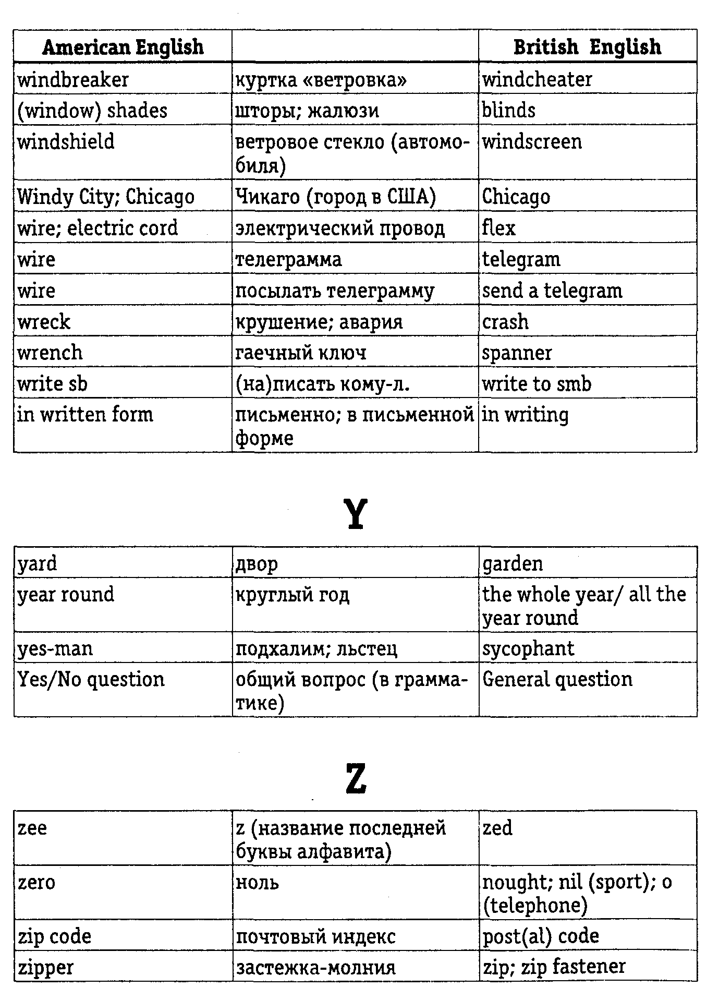 American English British English
windbreaker куртка «ветровка» windcheater
(window) shades шторы; жалюзи blinds
windshield ветровое стекло (автомо- windscreen
биля)
Windy City; Chicago Чикаго (город в США) Chicago
wire; electric cord электрический провод flex
wire телеграмма telegram
wire посылать телеграмму send a telegram
wreck крушение; авария crash
wrench гаечный ключ spanner
write sb (на)писать кому-л. write to smb
in written form письменно; в письменной in writing
форме
Y
yard двор garden
year round круглый год the whole year/ all the
year round
yes-man подхалим; льстец sycophant
Yes/No question общий вопрос (в грамма- General question
тике)
Z
zee z (название последней zed
буквы алфавита)
zero ноль nought; nil (sport); o
(telephone)
zip code почтовый индекс post(al) code
zipper застежка-молния zip; zip fastener